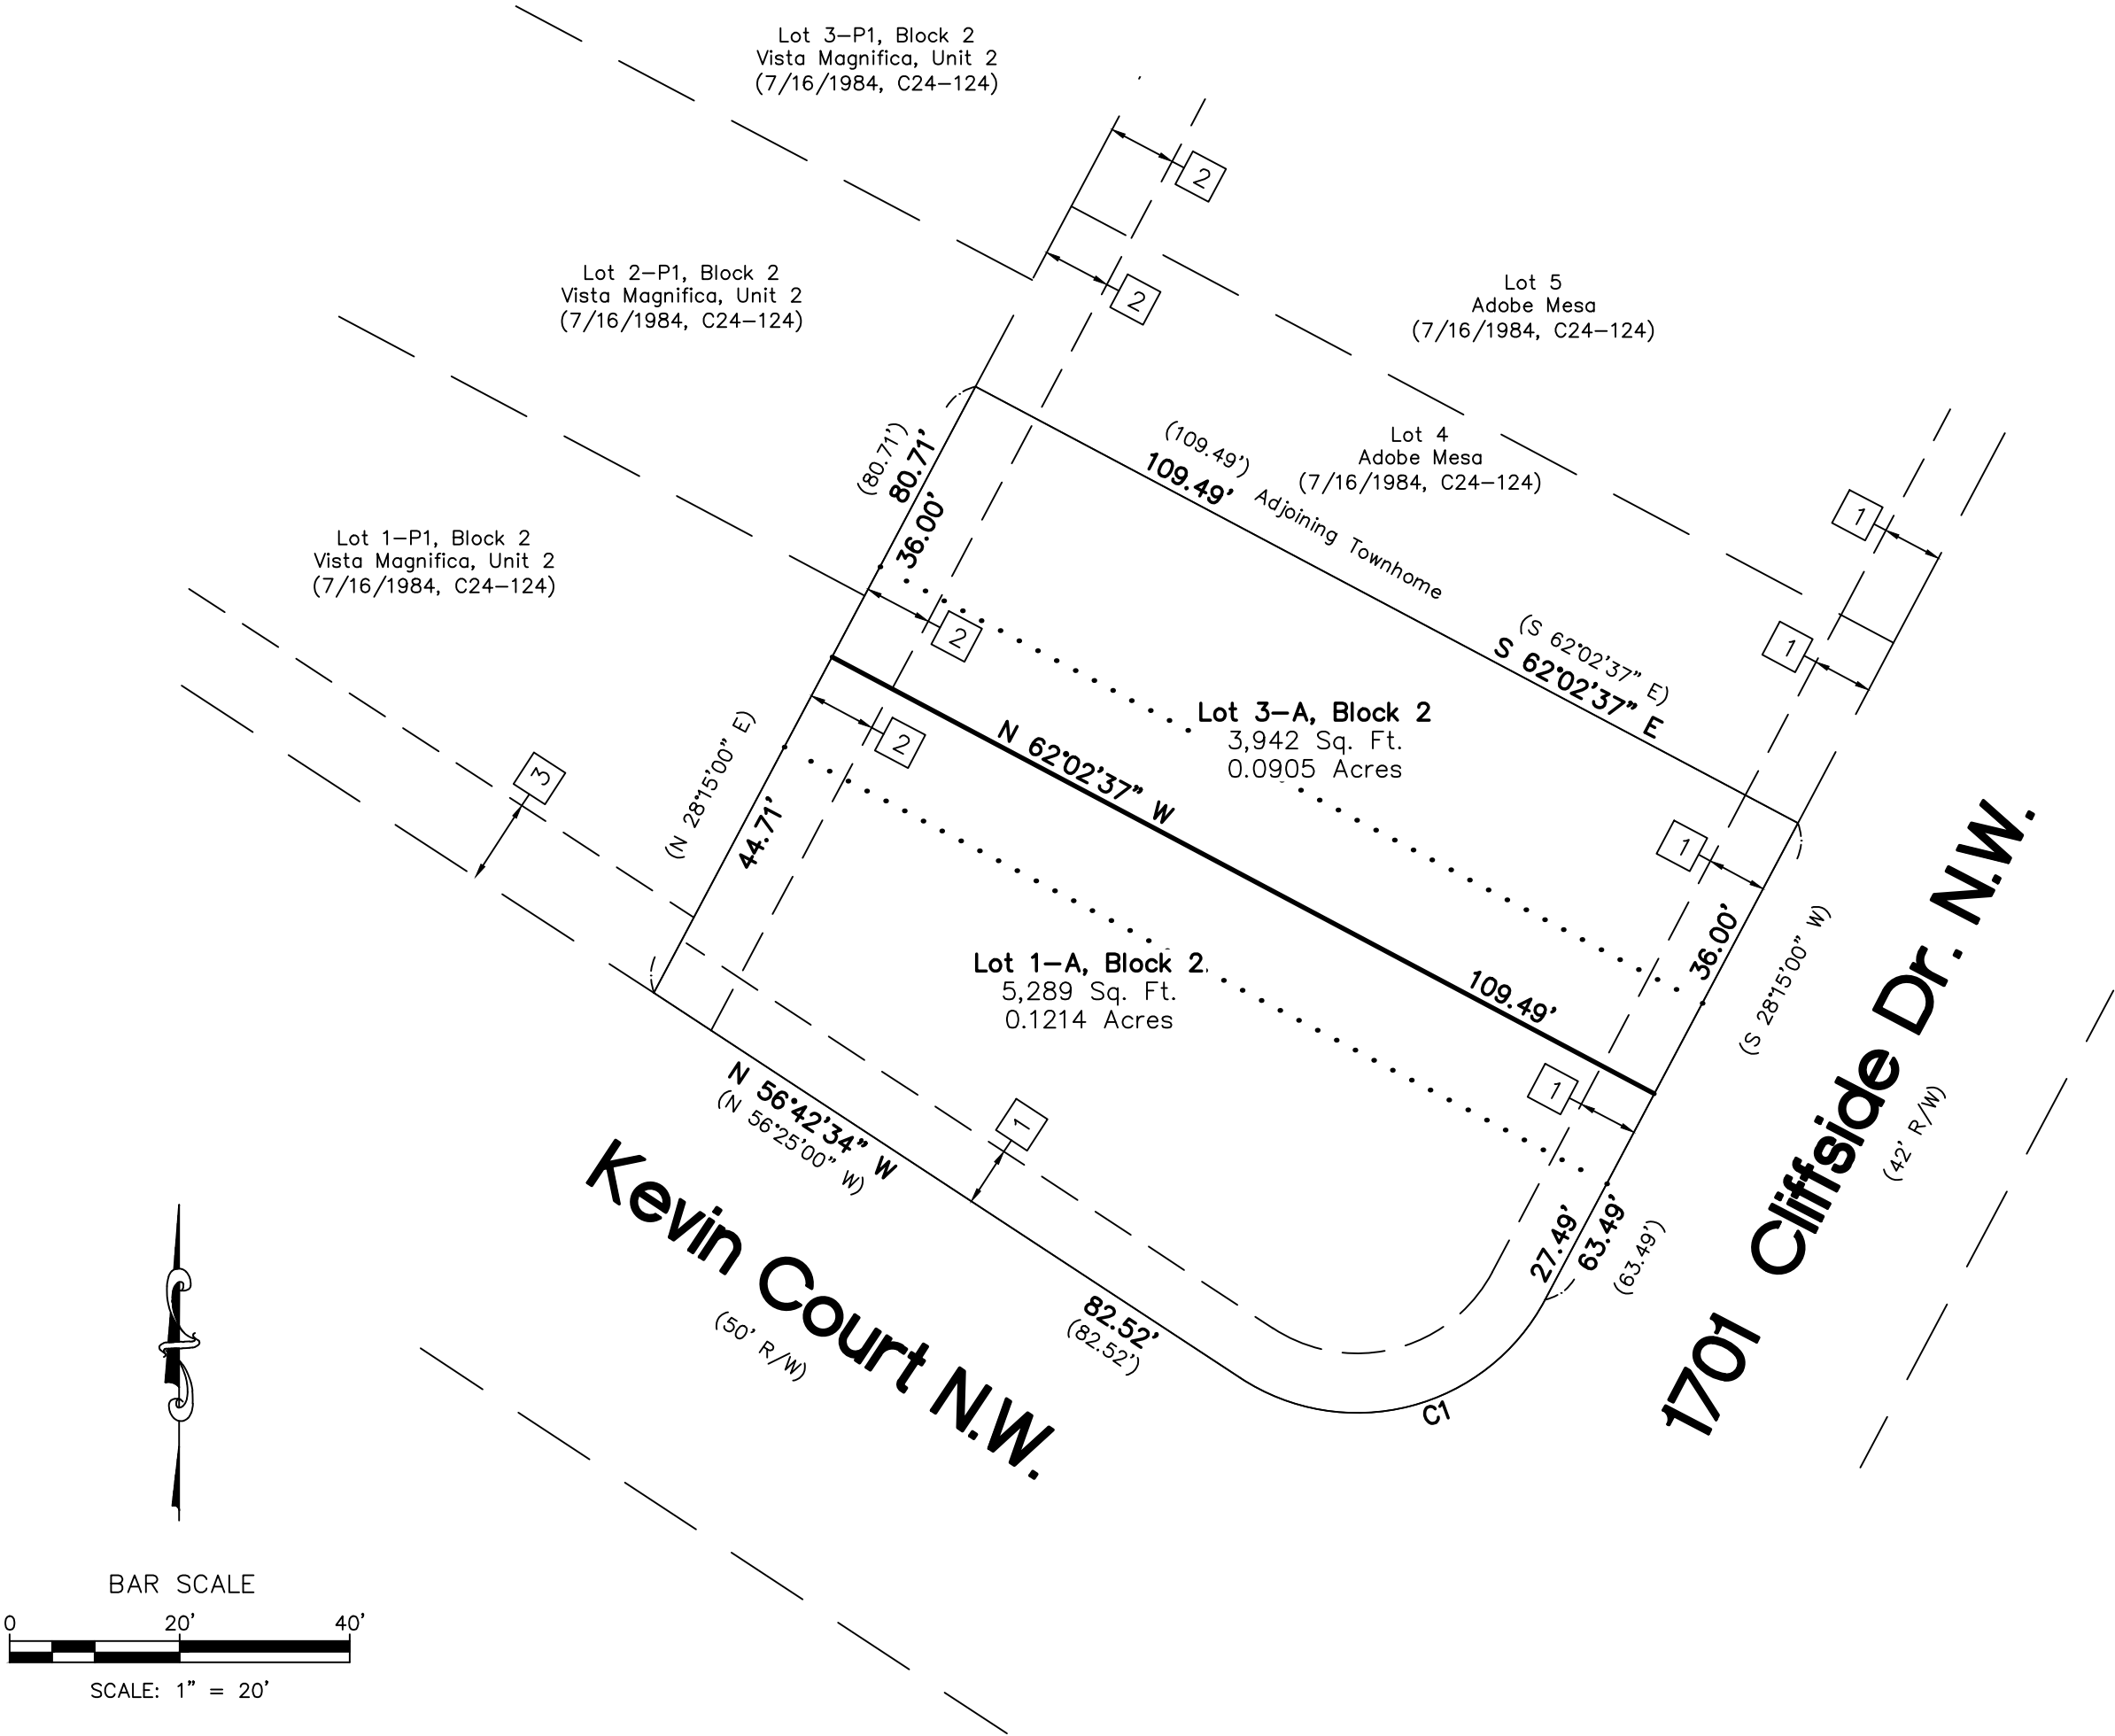 Lot 3-P1, Block 2
Vista Magnifica, Unit 2
(7/16/1984, C24-124)
2
Lot 2-P1, Block 2
Vista Magnifica, Unit 2
(7/16/1984, C24-124)
2
Lot 5
Adobe Mesa
(7/16/1984, C24-124)
Lot 4
Adobe Mesa
(7/16/1984, C24-124)
(109.49')
109.49'
Adjoining Townhome
(80.71')
80.71'
36.00'
1
1
Lot 1-P1, Block 2
Vista Magnifica, Unit 2
(7/16/1984, C24-124)
2
(S 62°02'37" E)
S 62°02'37" E
Lot 3-A, Block 2
3,942 Sq. Ft.
0.0905 Acres
2
N 62°02'37" W
109.49'
3
(N 28°15'00" E)
44.71'
1
36.00'
(S 28°15'00" W)
Lot 1-A, Block 2
5,289 Sq. Ft.
0.1214 Acres
1
1
N 56°42'34" W
(N 56°25'00" W)
82.52'
(82.52')
27.49'
63.49'
(63.49')
C1
Kevin Court N.W.
(50' R/W)
1701 Cliffside Dr. N.W.
(42' R/W)
BAR SCALE
0 20' 40'
SCALE: 1" = 20'